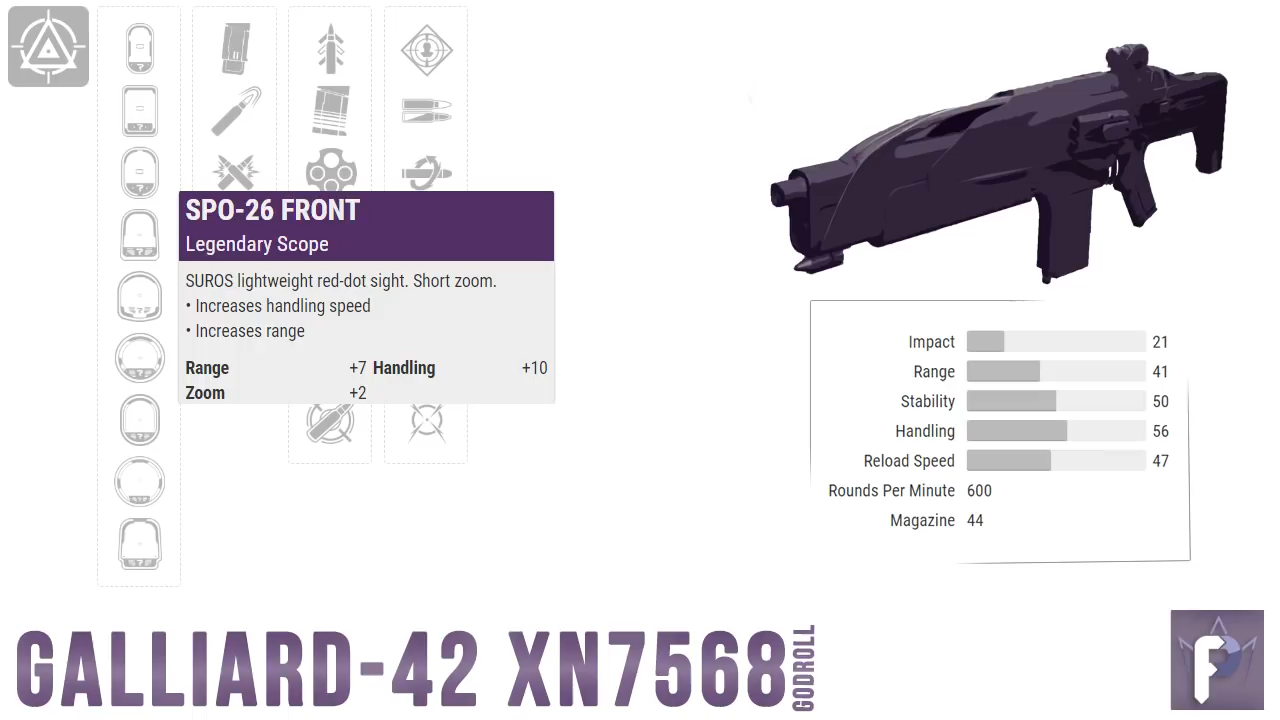 SPO-26 FRONT
Legendary Scope
SUROS lightweight red-dot sight. Short zoom.
• Increases handling speed
• Increases range
Range +7 Handling +10
Zoom +2
Impact 21
Range 41
Stability 50
Handling 56
Reload Speed 47
Rounds Per Minute 600
Magazine 44
GALLIARD-42 XN7568
GODROLL
F